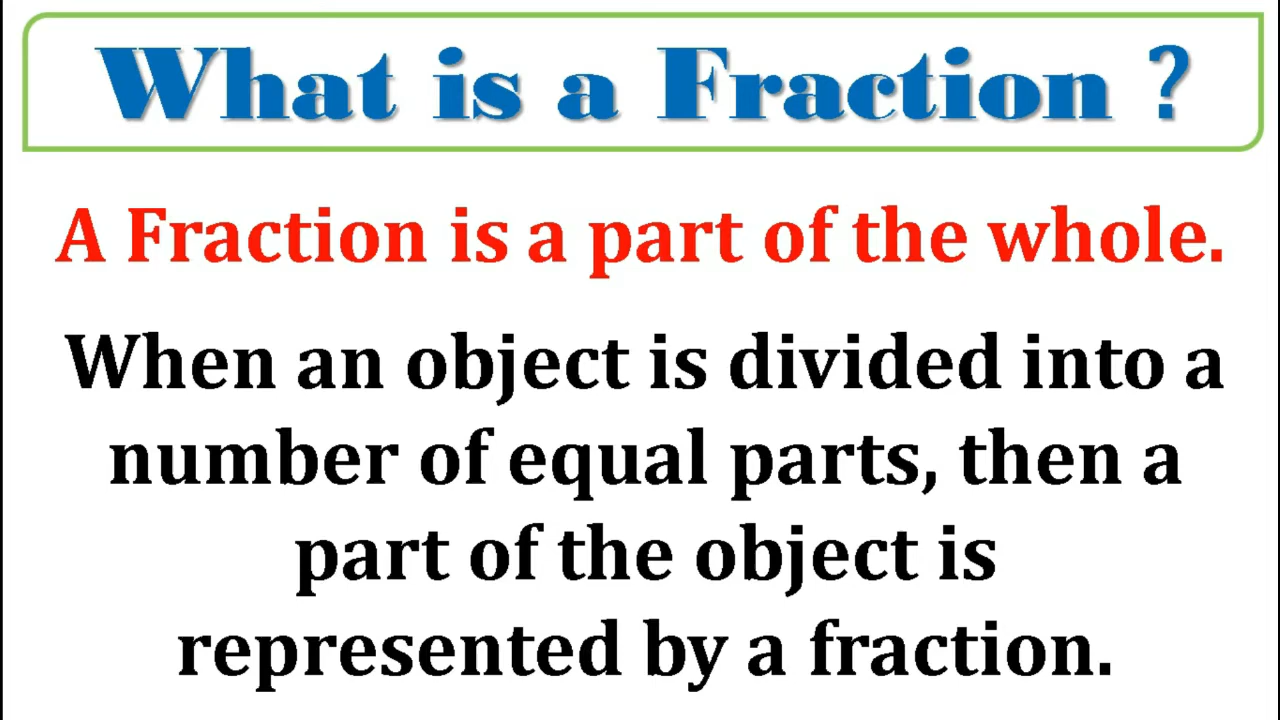 What is a Fraction ?
A Fraction is a part of the whole.
When an object is divided into a
number of equal parts, then a
part of the object is
represented by a fraction.